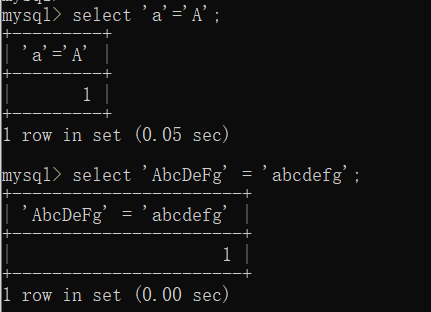 mysql> select 'a'='A';
+---------+
| 'a'='A' |
+---------+
|       1 |
+---------+
1 row in set (0.05 sec)
mysql> select 'AbcDeFg' = 'abcdefg';
+-----------------------+
| 'AbcDeFg' = 'abcdefg' |
+-----------------------+
|                     1 |
+-----------------------+
1 row in set (0.00 sec)